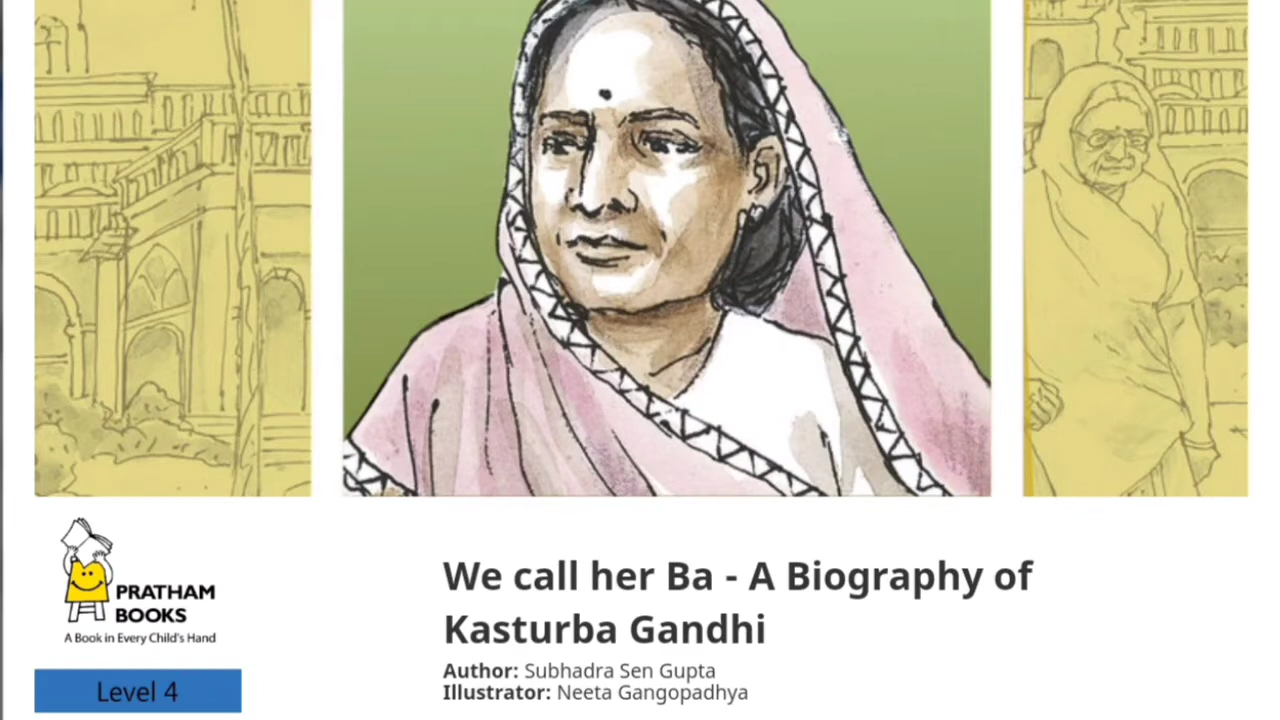 PRATHAM
BOOKS
A Book in Every Child's Hand
Level 4
We call her Ba - A Biography of
Kasturba Gandhi
Author: Subhadra Sen Gupta
Illustrator: Neeta Gangopadhya